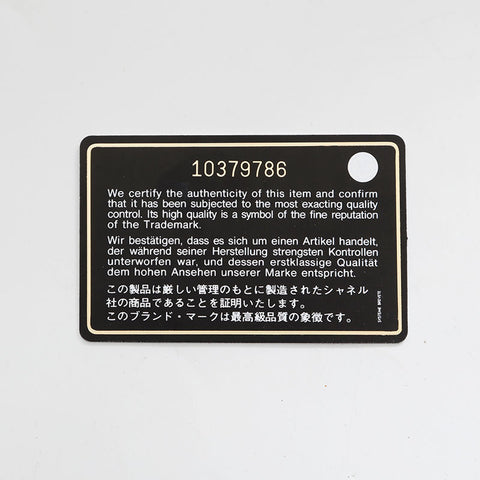 10379786
We certify the authenticity of this item and confirm
that it has been subjected to the most exacting quality
control. Its high quality is a symbol of the fine reputation
of the Trademark.
Wir bestätigen, dass es sich um einen Artikel handelt,
der während seiner Herstellung strengsten Kontrollen
unterworfen war, und dessen erstklassige Qualität
dem hohen Ansehen unserer Marke entspricht.
この製品は厳しい管理のもとに製造されたシャネル
社の商品であることを証明いたします。
このブランド・マークは最高級品質の象徴です。
SYSTEME BREVETE